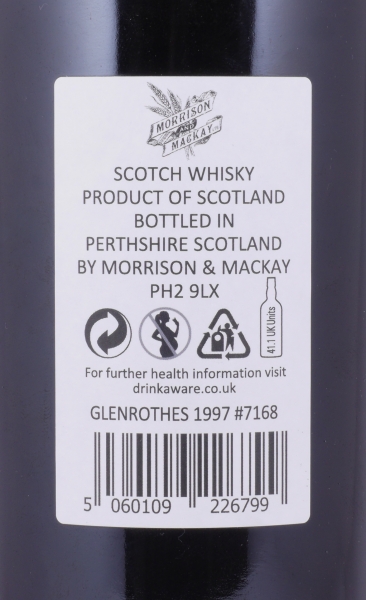 MORRISON
AND
MACKAY
SCOTCH WHISKY
PRODUCT OF SCOTLAND
BOTTLED IN
PERTHSHIRE SCOTLAND
BY MORRISON & MACKAY
PH2 9LX
41.1 UK Units
For further health information visit
drinkaware.co.uk
GLENROTHES 1997 #7168
5 060109 226799